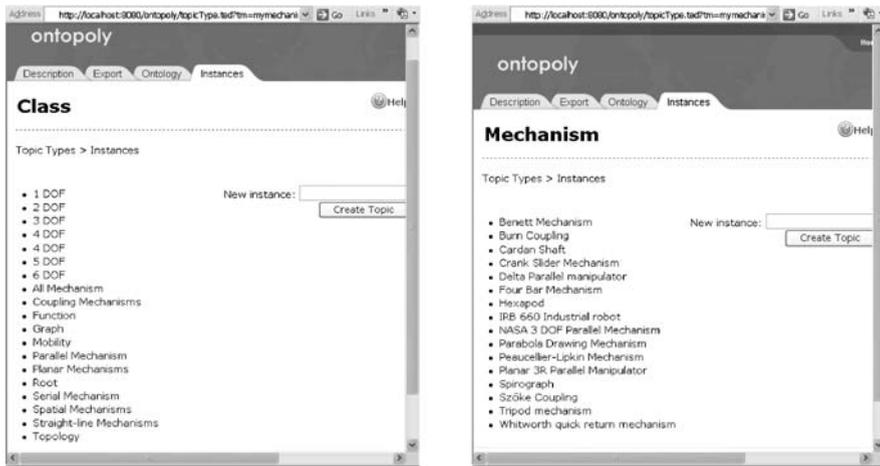 Address http://localhost:8080/ontopoly/topicType.ted?tm=mymechani Go Links »
ontopoly
Description Export Ontology Instances
Class
Help
Topic Types > Instances
New instance:
Create Topic
• 1 DOF
• 2 DOF
• 3 DOF
• 4 DOF
• 4 DOF
• 5 DOF
• 6 DOF
• All Mechanism
• Coupling Mechanisms
• Function
• Graph
• Mobility
• Parallel Mechanism
• Planar Mechanisms
• Root
• Serial Mechanism
• Spatial Mechanisms
• Straight-line Mechanisms
• Topology
Address http://localhost:8080/ontopoly/topicType.ted?tm=mymechani Go Links »
Ho
ontopoly
Description Export Ontology Instances
Mechanism
Help
Topic Types > Instances
New instance:
Create Topic
• Benett Mechanism
• Burn Coupling
• Cardan Shaft
• Crank Slider Mechanism
• Delta Parallel manipulator
• Four Bar Mechanism
• Hexapod
• IRB 660 Industrial robot
• NASA 3 DOF Parallel Mechanism
• Parabola Drawing Mechanism
• Peaucellier-Lipkin Mechanism
• Planar 3R Parallel Manipulator
• Spirograph
• Szőke Coupling
• Tripod mechanism
• Whitworth quick return mechanism